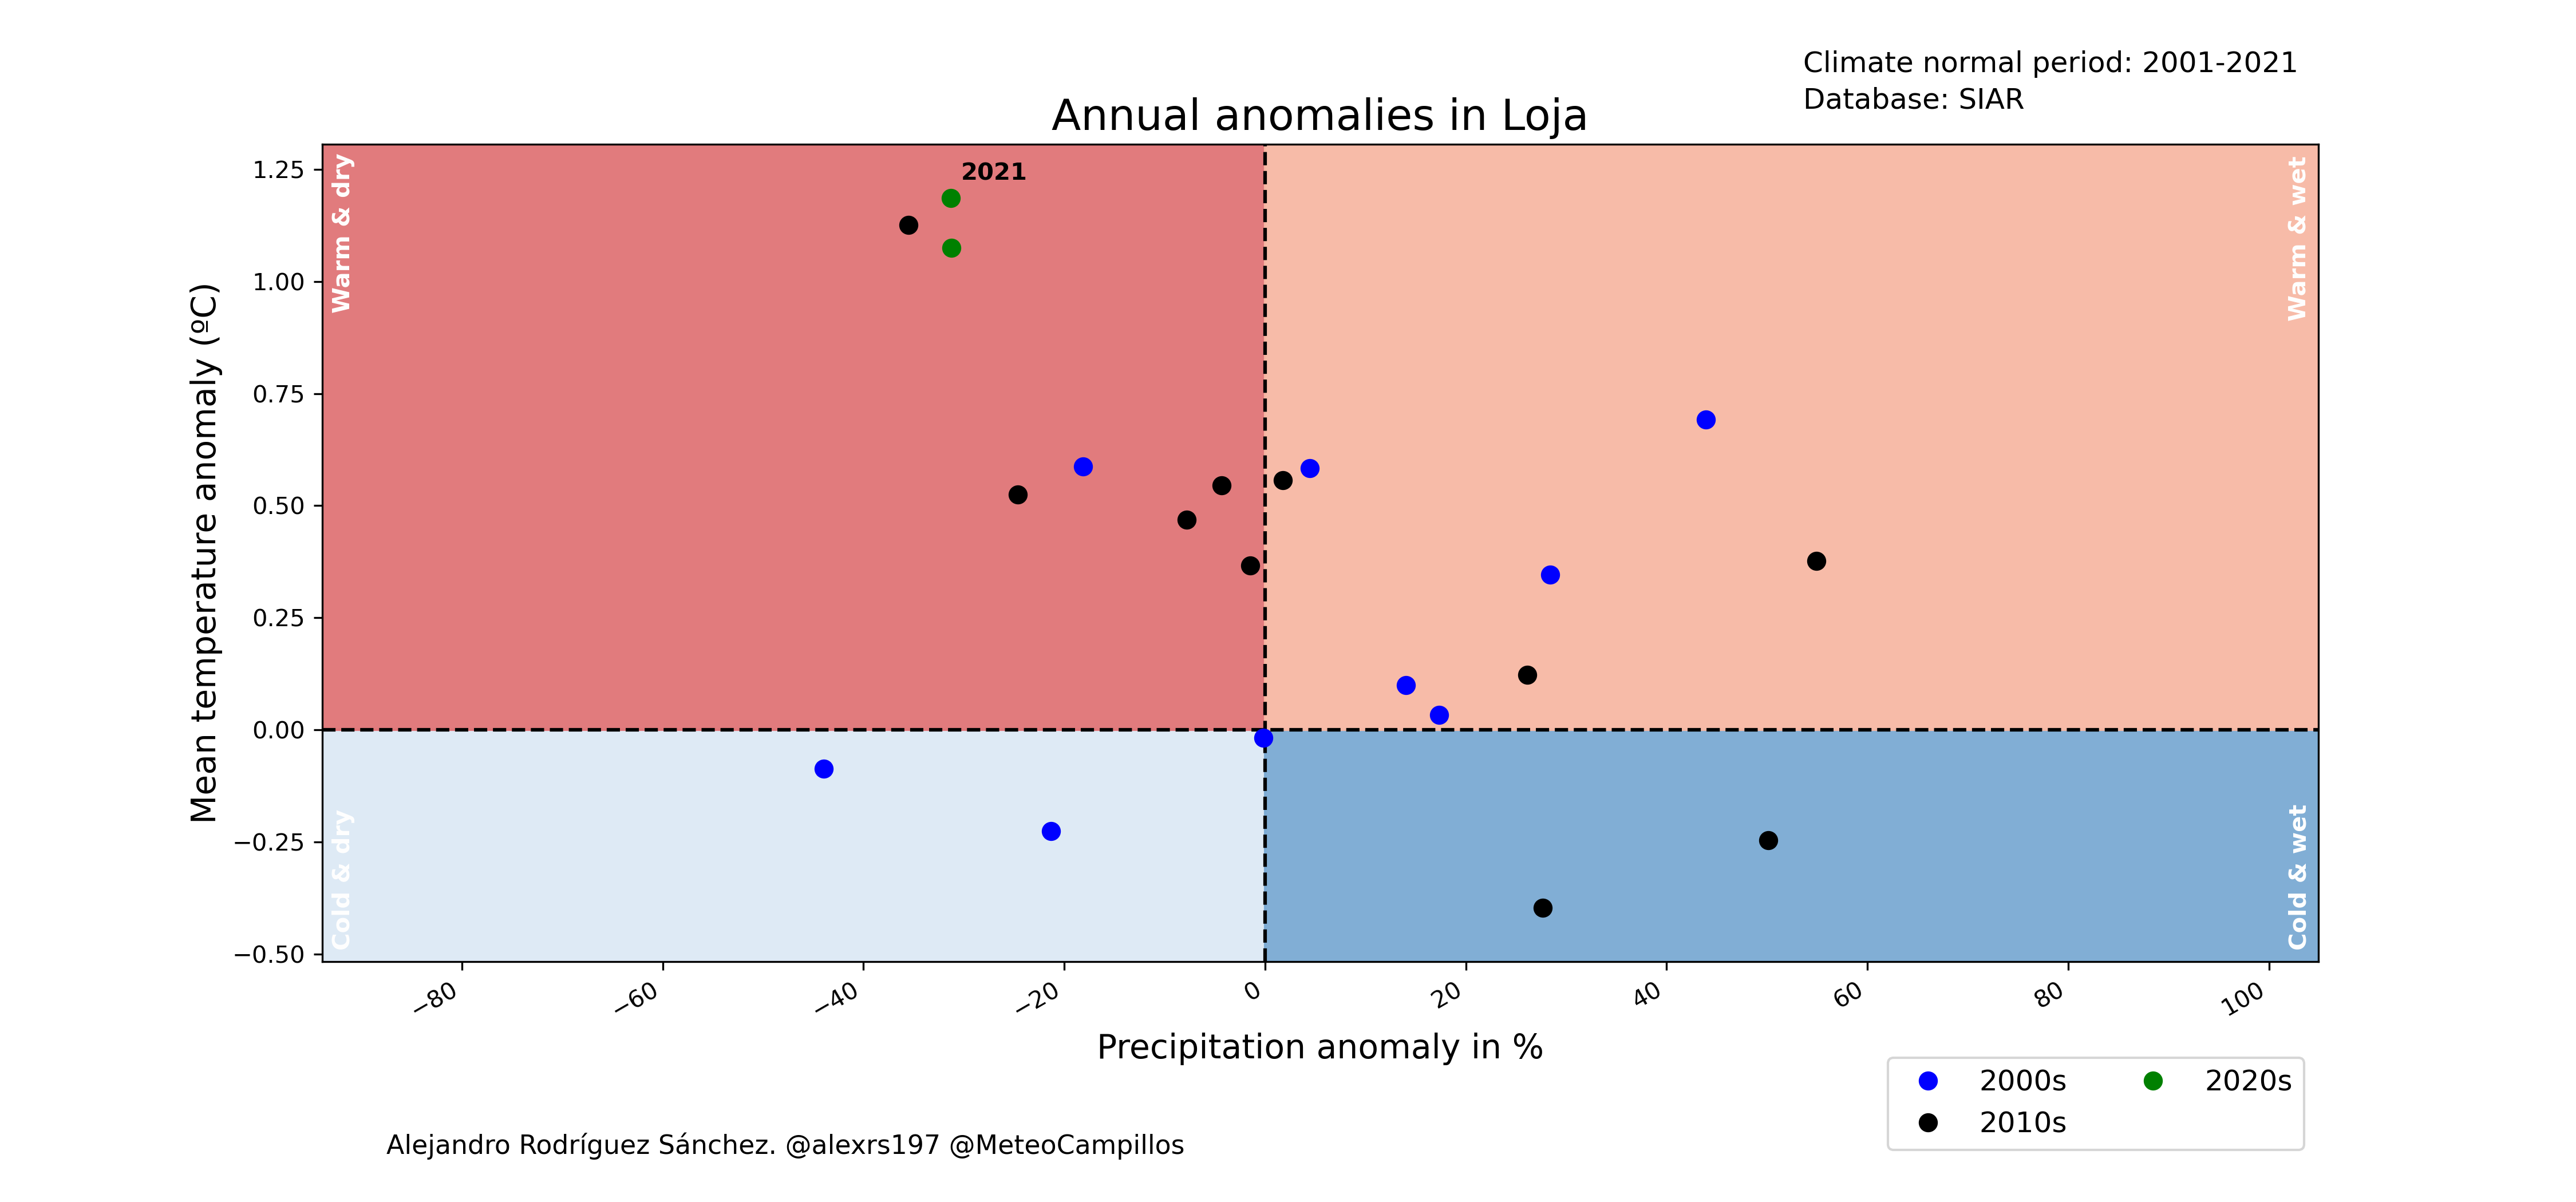 Climate normal period: 2001-2021
Database: SIAR
Annual anomalies in Loja
Warm & dry
Warm & wet
2021
1.25
1.00
0.75
0.50
0.25
0.00
−0.25
−0.50
Mean temperature anomaly (ºC)
Cold & dry
Cold & wet
−80
−60
−40
−20
0
20
40
60
80
100
Precipitation anomaly in %
2000s
2010s
2020s
Alejandro Rodríguez Sánchez. @alexrs197 @MeteoCampillos